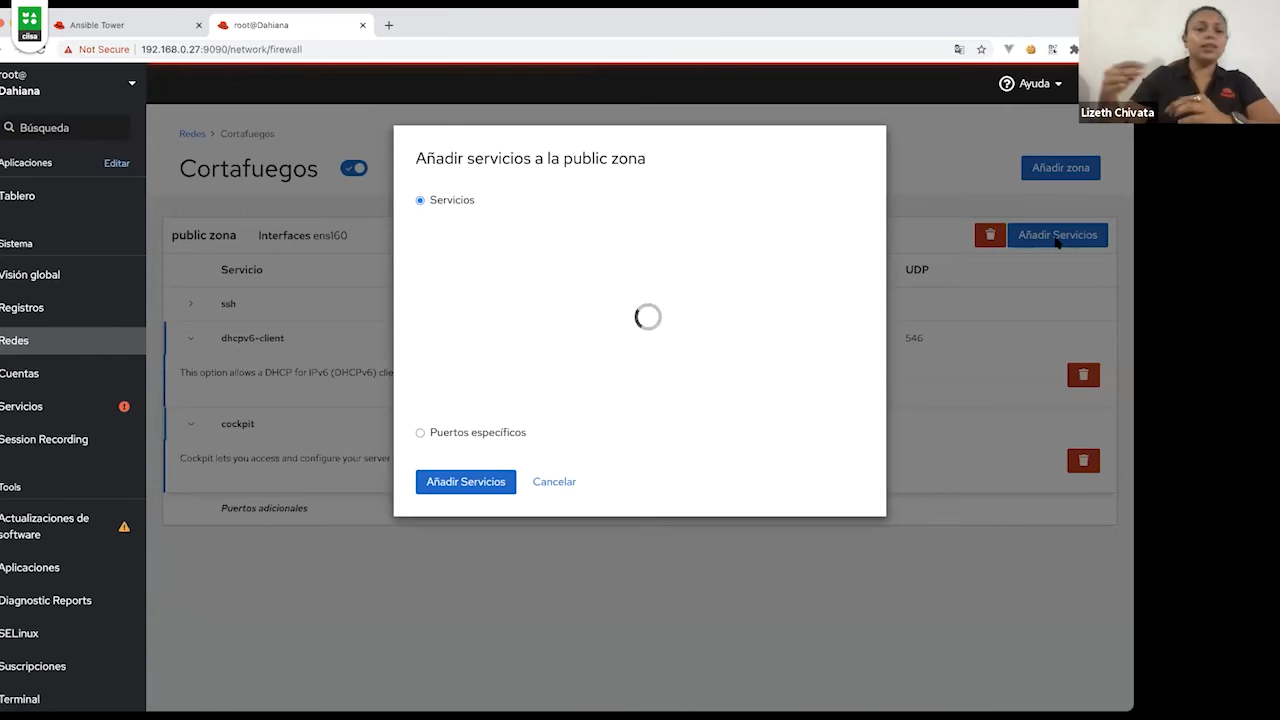 clisa
Ansible Tower
root@Dahiana
Not Secure
192.168.0.27:9090/network/firewall
root@
Dahiana
Búsqueda
Aplicaciones
Editar
Tablero
Sistema
Visión global
Registros
Redes
Cuentas
Servicios
Session Recording
Tools
Actualizaciones de
software
Aplicaciones
Diagnostic Reports
SELinux
Suscripciones
Terminal
Ayuda
Lizeth Chivata
Redes > Cortafuegos
Cortafuegos
Añadir zona
public zona
Interfaces ens160
Añadir Servicios
Servicio
UDP
ssh
dhcpv6-client
546
This option allows a DHCP for IPv6 (DHCPv6) clie
cockpit
Cockpit lets you access and configure your server
Puertos adicionales
Añadir servicios a la public zona
Servicios
Puertos específicos
Añadir Servicios
Cancelar